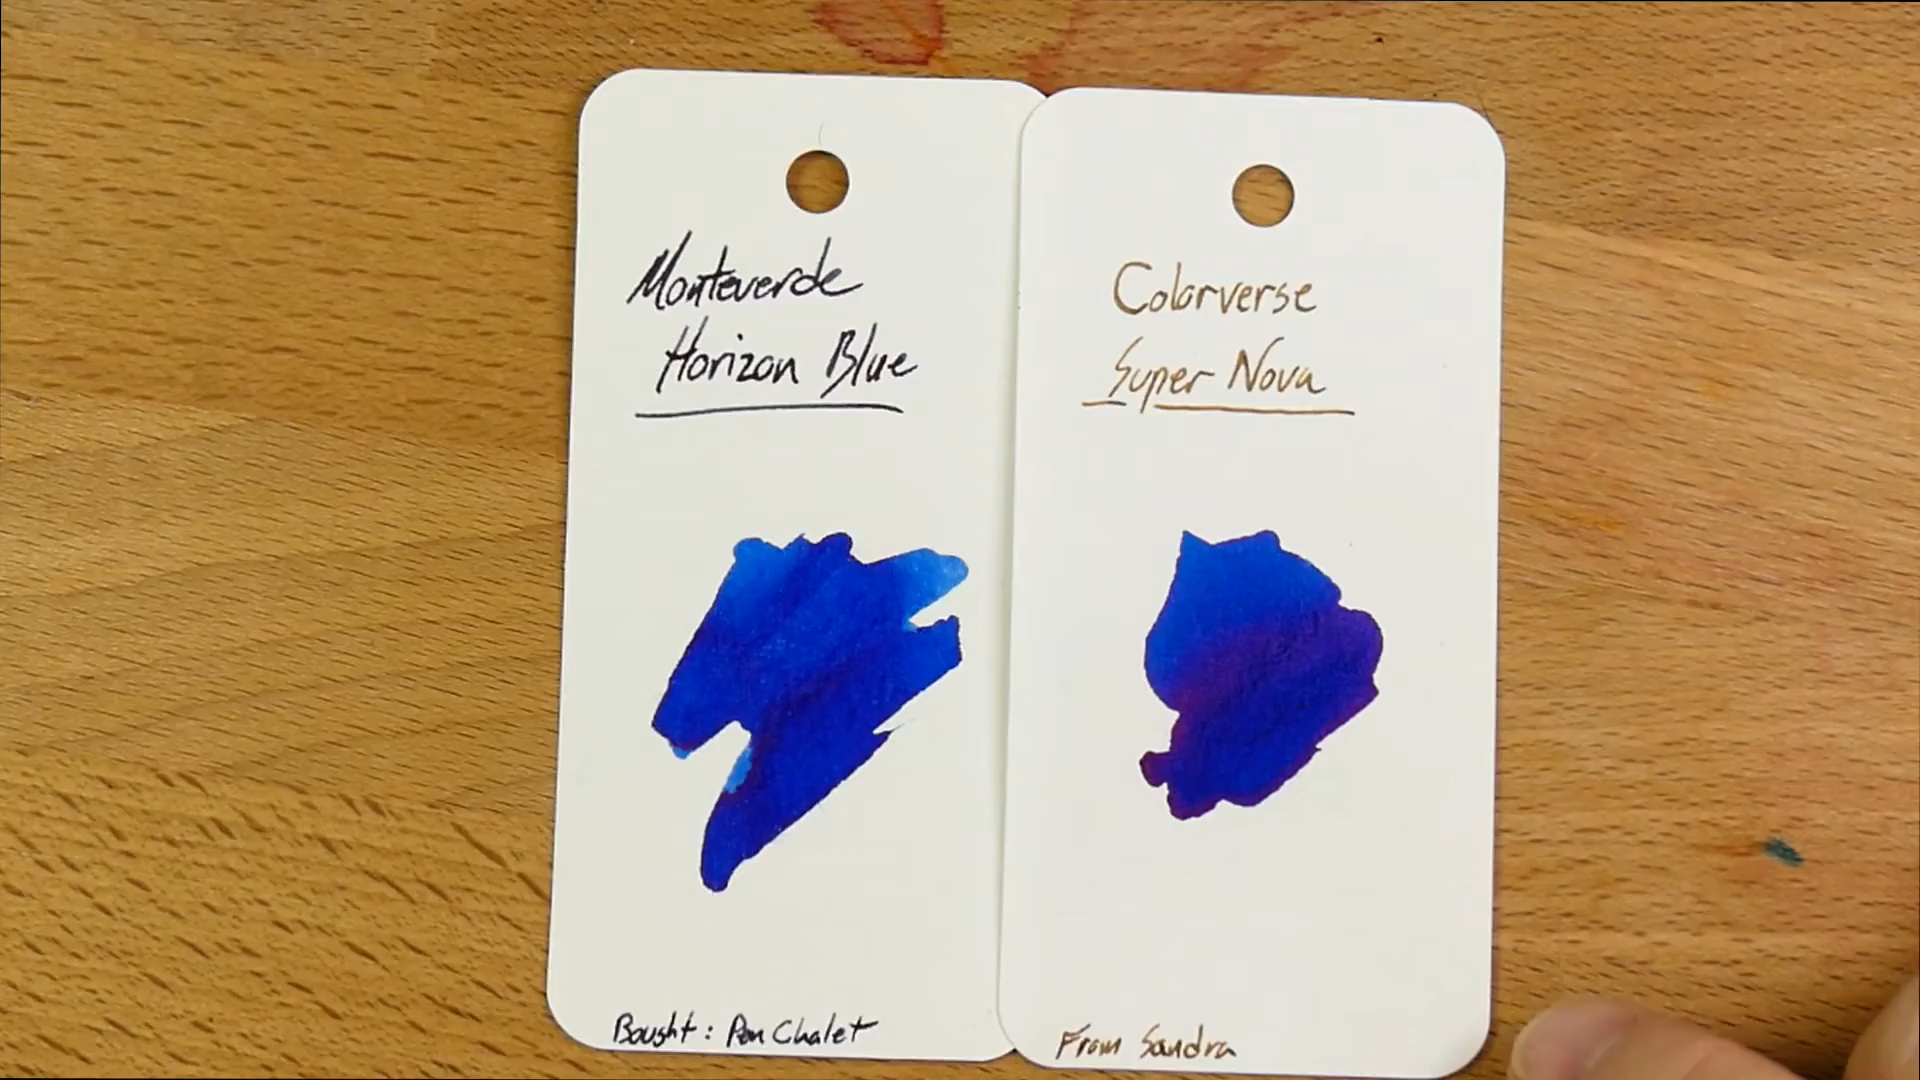 Monteverde
Horizon Blue
Bought: Pen Chalet
Colorverse
Super Nova
From Sandra